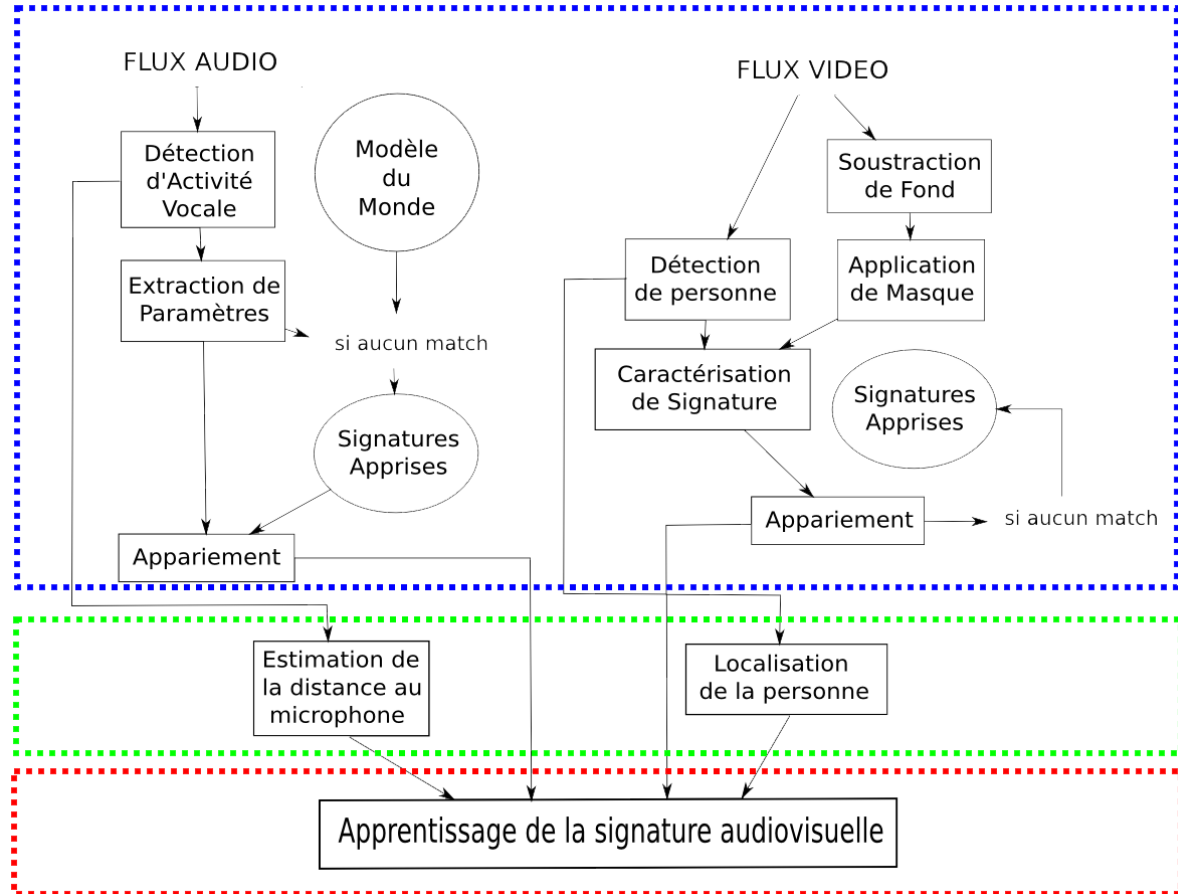 FLUX AUDIO
FLUX VIDEO
Détection
d'Activité
Vocale
Modèle
du
Monde
Soustraction
de Fond
Extraction de
Paramètres
Détection
de personne
Application
de Masque
si aucun match
Caractérisation
de Signature
Signatures
Apprises
Signatures
Apprises
Appariement
si aucun match
Appariement
Estimation de
la distance au
microphone
Localisation
de la personne
Apprentissage de la signature audiovisuelle